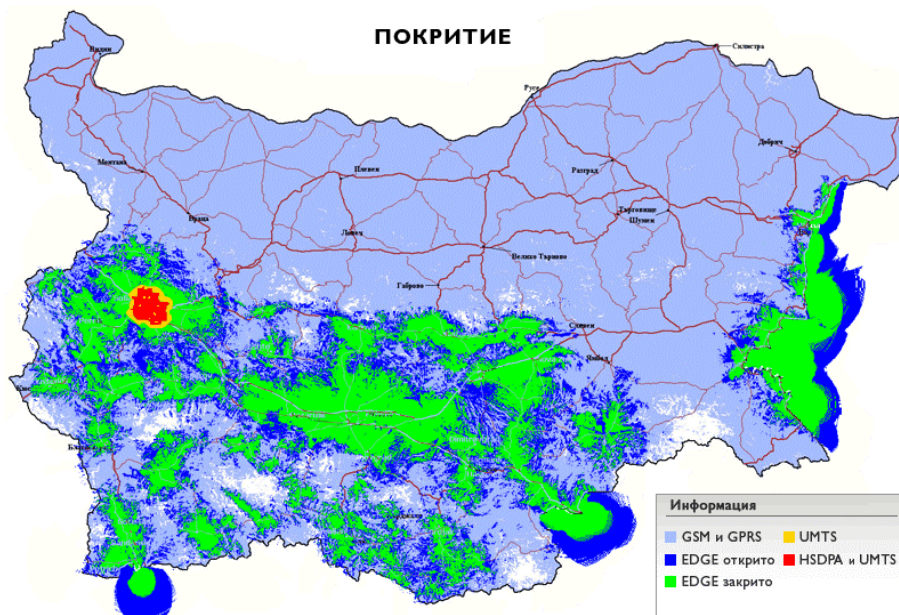 ПОКРИТИЕ
Видин
Силистра
Русе
Добрич
Монтана
Плевен
Разград
Враца
Търговище
Шумен
Ловеч
Велико Търново
Габрово
Сливен
Ямбол
Информация
GSM и GPRS
UMTS
EDGE открито
HSDPA и UMTS
EDGE закрито